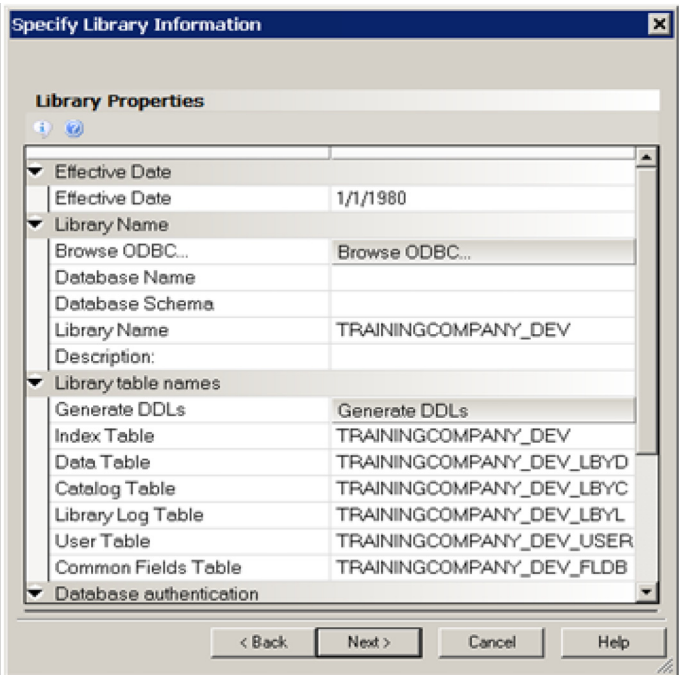 Specify Library Information
Library Properties
Effective Date
Effective Date 1/1/1980
Library Name
Browse ODBC... Browse ODBC...
Database Name
Database Schema
Library Name TRAININGCOMPANY_DEV
Description:
Library table names
Generate DDLs Generate DDLs
Index Table TRAININGCOMPANY_DEV
Data Table TRAININGCOMPANY_DEV_LBYD
Catalog Table TRAININGCOMPANY_DEV_LBYC
Library Log Table TRAININGCOMPANY_DEV_LBYL
User Table TRAININGCOMPANY_DEV_USER
Common Fields Table TRAININGCOMPANY_DEV_FLDB
Database authentication
< Back Next > Cancel Help